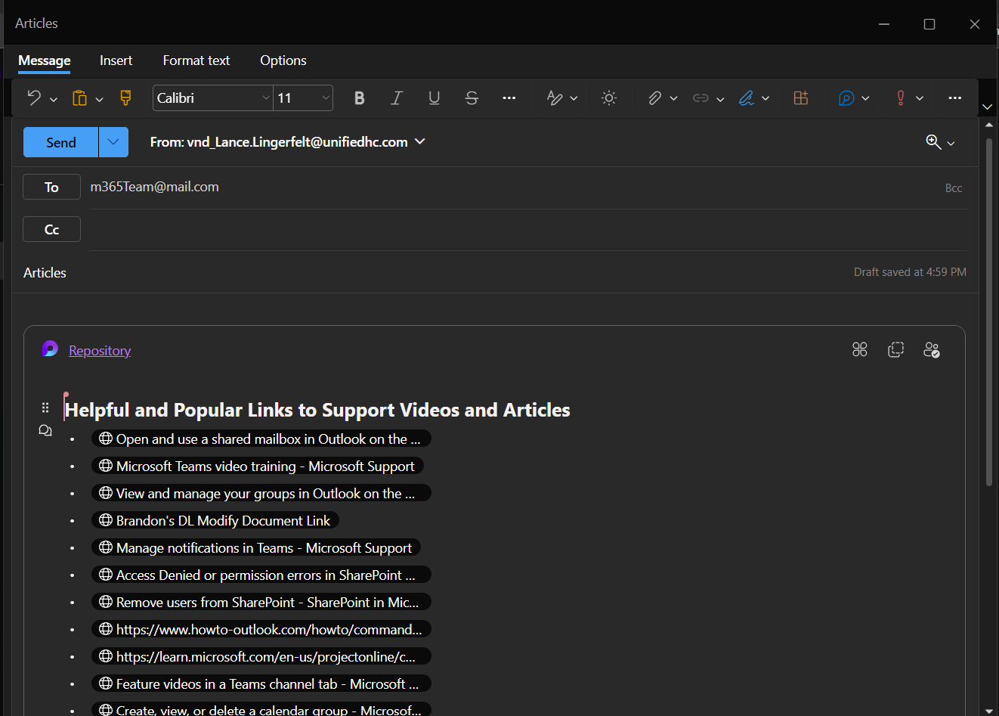 Articles
Message Insert Format text Options
Calibri 11
Send From: vnd_Lance.Lingerfelt@unifiedhc.com
To m365Team@mail.com Bcc
Cc
Articles Draft saved at 4:59 PM
Repository
Helpful and Popular Links to Support Videos and Articles
Open and use a shared mailbox in Outlook on the ...
Microsoft Teams video training - Microsoft Support
View and manage your groups in Outlook on the ...
Brandon's DL Modify Document Link
Manage notifications in Teams - Microsoft Support
Access Denied or permission errors in SharePoint ...
Remove users from SharePoint - SharePoint in Mic...
https://www.howto-outlook.com/howto/command...
https://learn.microsoft.com/en-us/projectonline/c...
Feature videos in a Teams channel tab - Microsoft ...
Create, view, or delete a calendar group - Microsof...